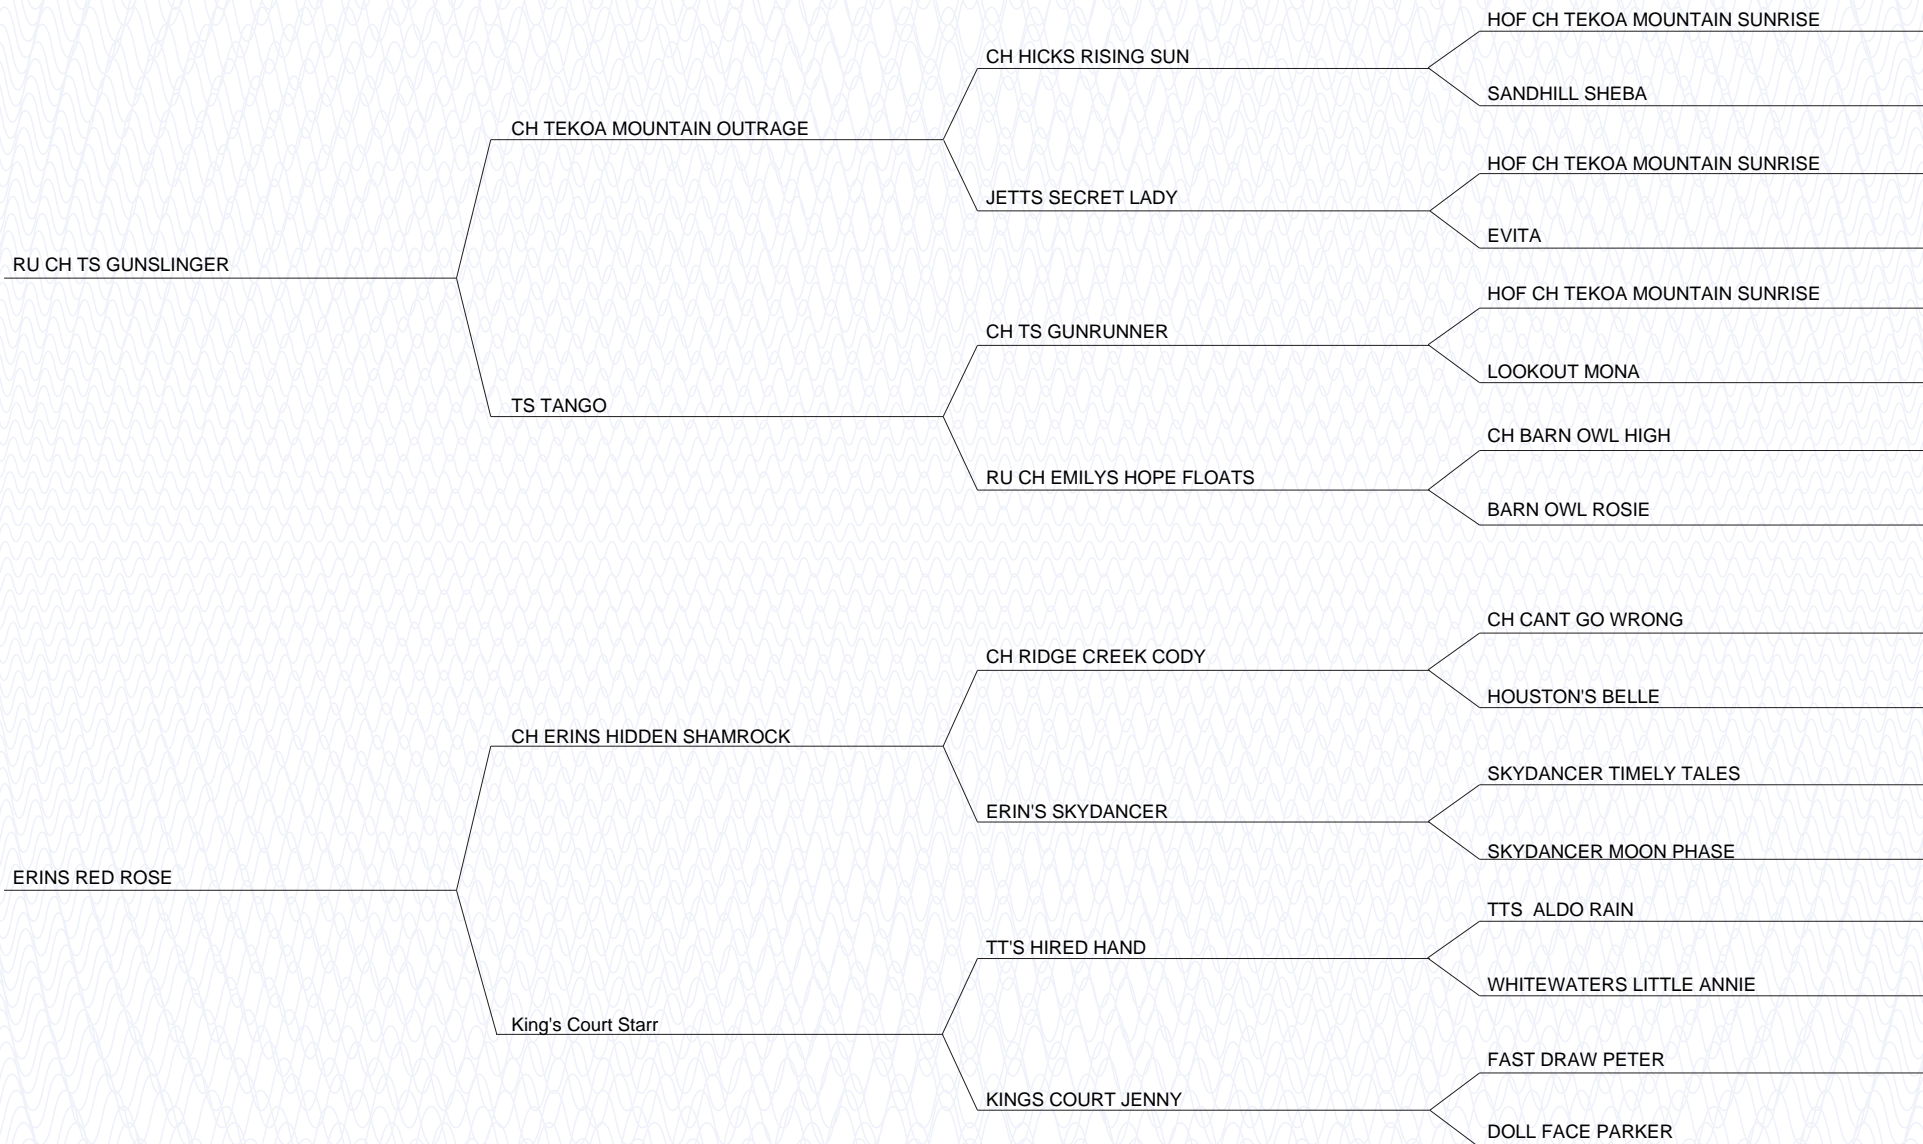 HOF CH TEKOA MOUNTAIN SUNRISE
CH HICKS RISING SUN
SANDHILL SHEBA
CH TEKOA MOUNTAIN OUTRAGE
HOF CH TEKOA MOUNTAIN SUNRISE
JETTS SECRET LADY
EVITA
RU CH TS GUNSLINGER
HOF CH TEKOA MOUNTAIN SUNRISE
CH TS GUNRUNNER
LOOKOUT MONA
TS TANGO
CH BARN OWL HIGH
RU CH EMILYS HOPE FLOATS
BARN OWL ROSIE
CH CANT GO WRONG
CH RIDGE CREEK CODY
HOUSTON'S BELLE
CH ERINS HIDDEN SHAMROCK
SKYDANCER TIMELY TALES
ERIN'S SKYDANCER
SKYDANCER MOON PHASE
ERINS RED ROSE
TTS  ALDO RAIN
TT'S HIRED HAND
WHITEWATERS LITTLE ANNIE
King's Court Starr
FAST DRAW PETER
KINGS COURT JENNY
DOLL FACE PARKER